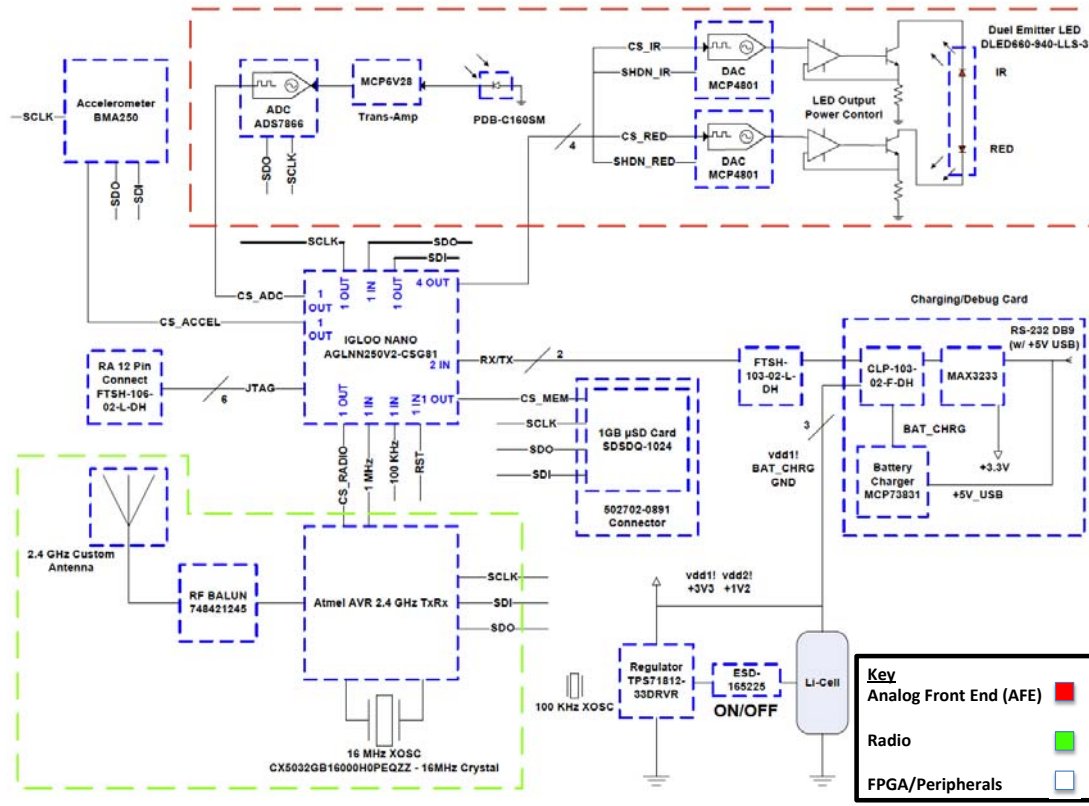 Duel Emitter LED
DLED660-940-LLS-3
IR
RED
CS_IR
SHDN_IR
DAC
MCP4801
LED Output
Power Contorl
CS_RED
SHDN_RED
DAC
MCP4801
4
MCP6V28
Trans-Amp
PDB-C160SM
ADC
ADS7866
SDO
SCLK
Accelerometer
BMA250
SCLK
SDO
SDI
SCLK
SDO
SDI
CS_ADC
CS_ACCEL
1
OUT
1
OUT
1 OUT
1 IN
1 OUT
4 OUT
IGLOO NANO
AGLNN250V2-CSG81
2 IN
1 OUT
1 OUT
1 IN
1 OUT
1 IN
RA 12 Pin
Connect
FTSH-106-
02-L-DH
JTAG
6
RX/TX
2
FTSH-
103-02-L-
DH
Charging/Debug Card
RS-232 DB9
(w/ +5V USB)
CLP-103-
02-F-DH
MAX3233
BAT_CHRG
+3.3V
Battery
Charger
MCP73831
+5V_USB
3
vdd1!
BAT_CHRG
GND
CS_MEM
SCLK
SDO
SDI
1GB µSD Card
SDSDQ-1024
502702-0891
Connector
CS_RADIO
1 MHz
100 KHz
RST
2.4 GHz Custom
Antenna
RF BALUN
748421245
Atmel AVR 2.4 GHz TxRx
SCLK
SDI
SDO
16 MHz XOSC
CX5032GB16000H0PEQZZ - 16MHz Crystal
100 KHz XOSC
vdd1! vdd2!
+3V3 +1V2
Regulator
TPS71812-
33DRVR
ESD-
165225
ON/OFF
Li-Cell
Key
Analog Front End (AFE)
Radio
FPGA/Peripherals